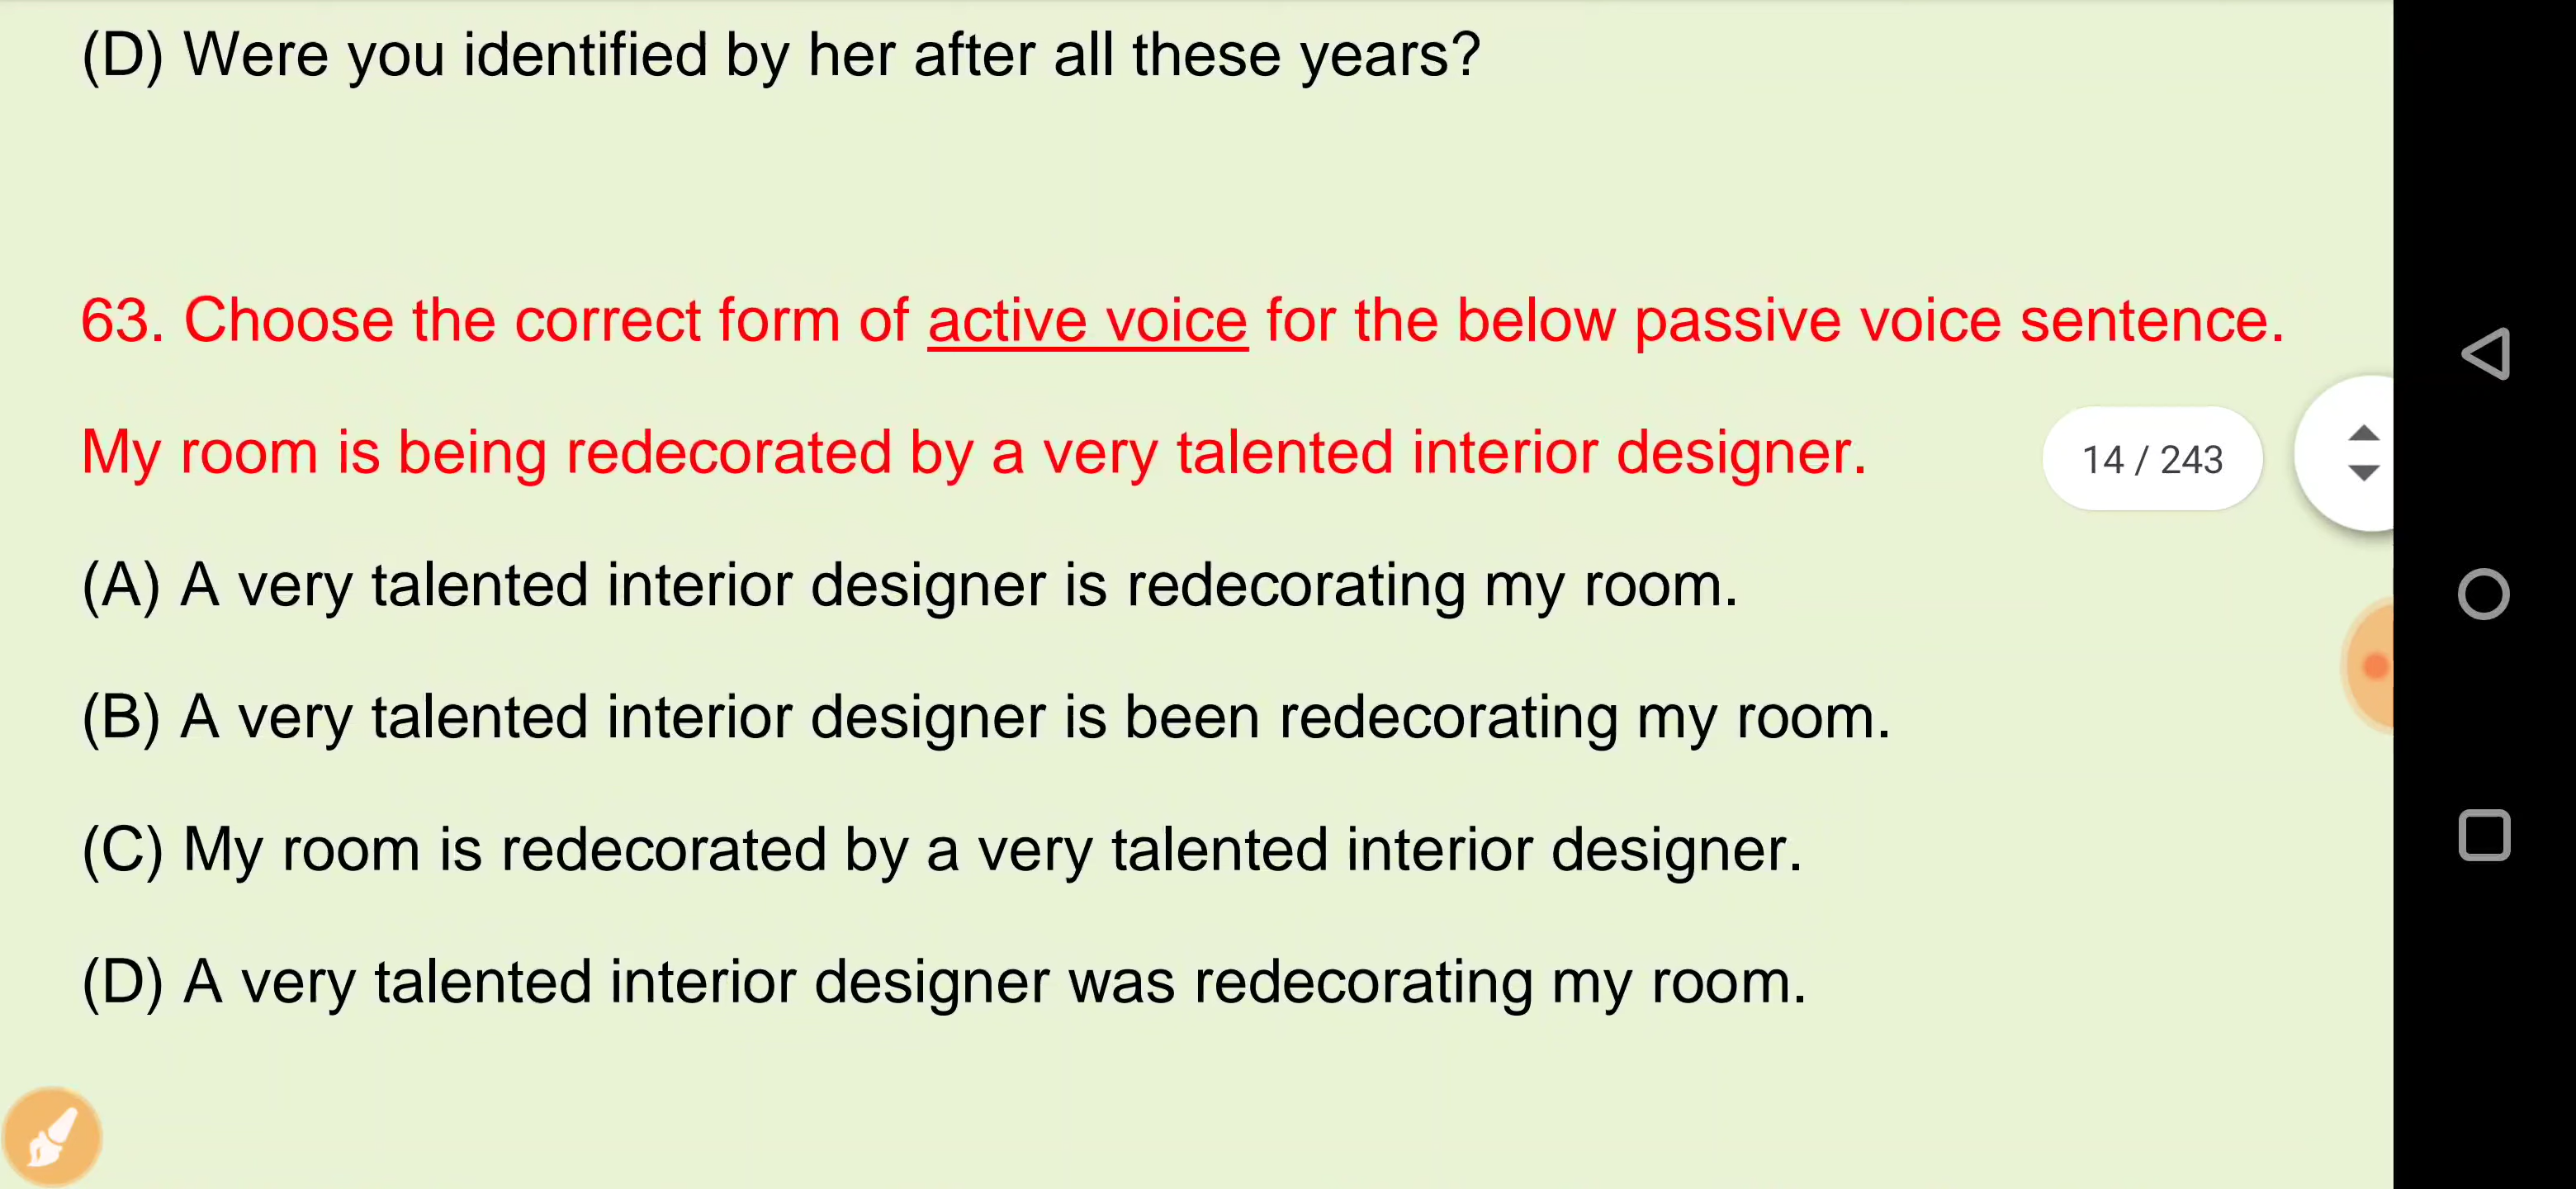 (D) Were you identified by her after all these years?
63. Choose the correct form of active voice for the below passive voice sentence.
My room is being redecorated by a very talented interior designer.
14 / 243
(A) A very talented interior designer is redecorating my room.
(B) A very talented interior designer is been redecorating my room.
(C) My room is redecorated by a very talented interior designer.
(D) A very talented interior designer was redecorating my room.